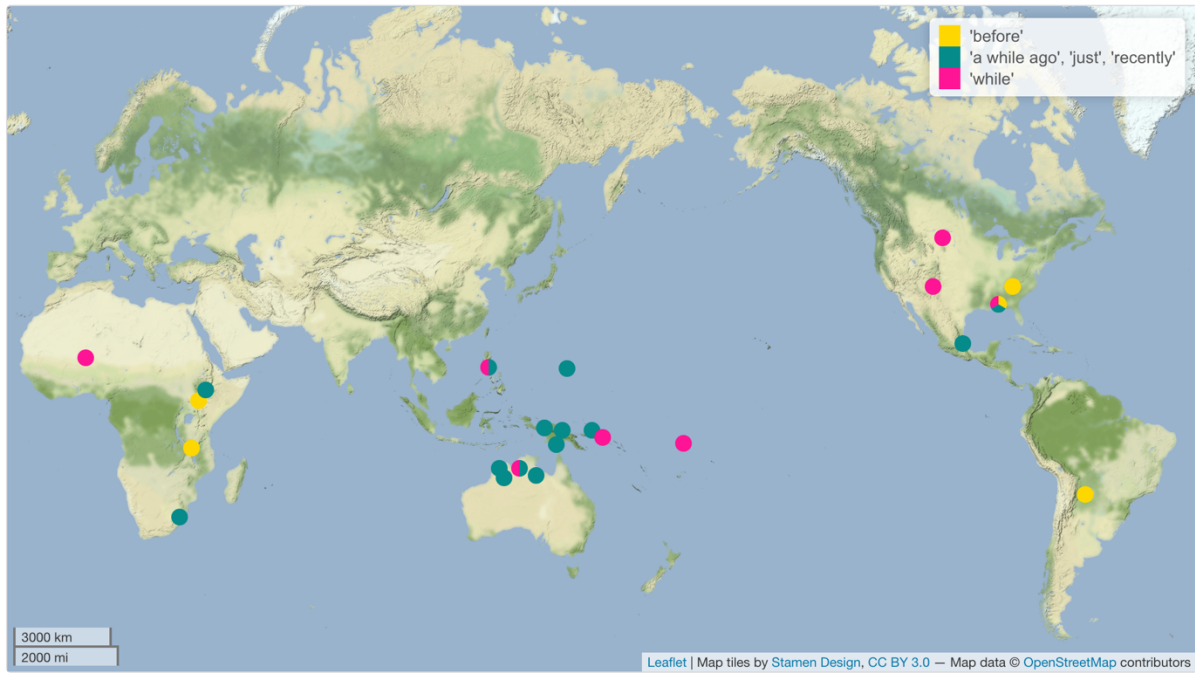 'before'
'a while ago', 'just', 'recently'
'while'
3000 km
2000 mi
Leaflet | Map tiles by Stamen Design, CC BY 3.0 — Map data © OpenStreetMap contributors